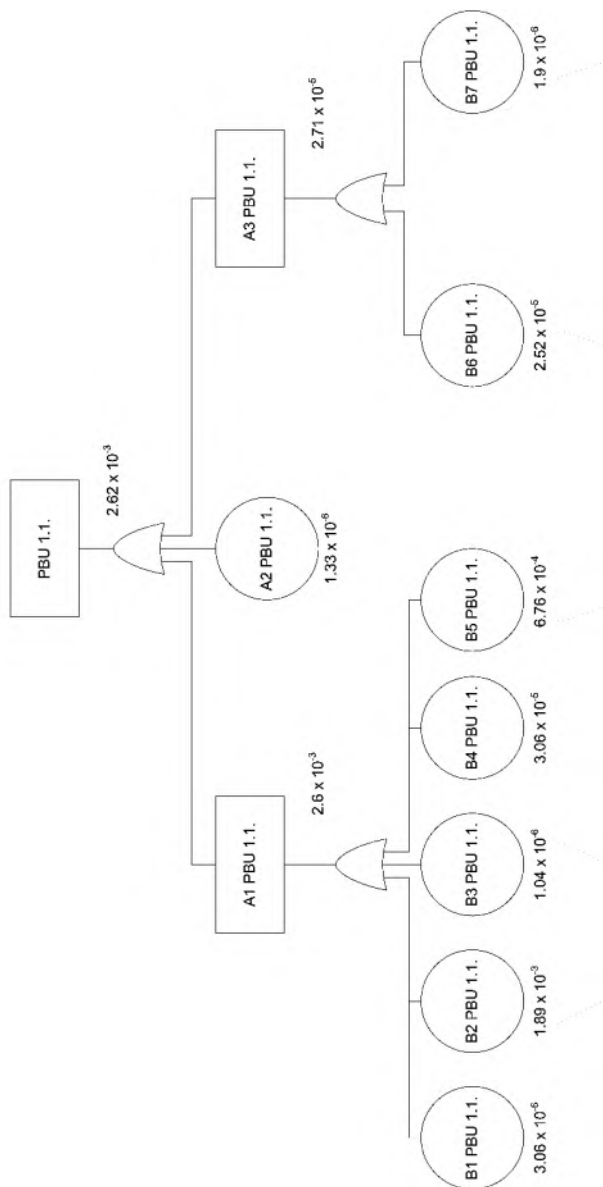 PBU 1.1.
2.62 x 10⁻³
A1 PBU 1.1.
2.6 x 10⁻³
A2 PBU 1.1.
1.33 x 10⁻⁶
A3 PBU 1.1.
2.71 x 10⁻⁵
B1 PBU 1.1.
3.06 x 10⁻⁶
B2 PBU 1.1.
1.89 x 10⁻³
B3 PBU 1.1.
1.04 x 10⁻⁶
B4 PBU 1.1.
3.06 x 10⁻⁵
B5 PBU 1.1.
6.76 x 10⁻⁴
B6 PBU 1.1.
2.52 x 10⁻⁵
B7 PBU 1.1.
1.9 x 10⁻⁶